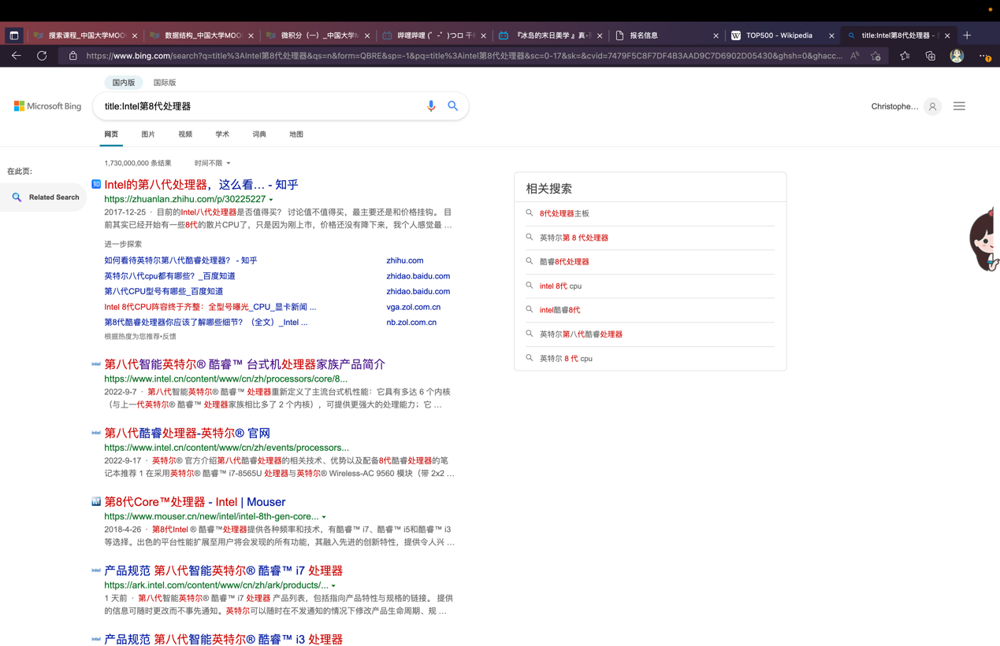 搜索课程_中国大学MOO
数据结构_中国大学MOO
微积分（一）_中国大学M
哔哩哔哩 (゜-゜)つロ 干
『冰岛的末日美学 』真·
报名信息
TOP500 - Wikipedia
title:Intel第8代处理器 -
https://www.bing.com/search?q=title%3AIntel第8代处理器&qs=n&form=QBRE&sp=-1&pq=title%3Aintel第8代处理器&sc=0-17&sk=&cvid=7479F5C8F7DF4B3AAD9C7D6902D05430&ghsh=0&ghacc...
国内版
国际版
Microsoft Bing
title:Intel第8代处理器
Christophe...
网页
图片
视频
学术
词典
地图
在此页:
Related Search
1,730,000,000 条结果
时间不限
Intel的第八代处理器，这么看… - 知乎
https://zhuanlan.zhihu.com/p/30225227
2017-12-25 · 目前的Intel八代处理器是否值得买？ 讨论值不值得买，最主要还是和价格挂钩。 目
前其实已经开始有一些8代的散片CPU了，只是因为刚上市，价格还没有降下来，我个人感觉最 …
进一步探索
如何看待英特尔第八代酷睿处理器？ - 知乎
zhihu.com
英特尔八代cpu都有哪些？_百度知道
zhidao.baidu.com
第八代CPU型号有哪些_百度知道
zhidao.baidu.com
Intel 8代CPU阵容终于齐整：全型号曝光_CPU_显卡新闻 ...
vga.zol.com.cn
第8代酷睿处理器你应该了解哪些细节？（全文）_Intel ...
nb.zol.com.cn
根据热度为您推荐•反馈
intel
第八代智能英特尔® 酷睿™ 台式机处理器家族产品简介
https://www.intel.cn/content/www/cn/zh/processors/core/8...
2022-9-7 · 第八代智能英特尔® 酷睿™ 处理器重新定义了主流台式机性能：它具有多达 6 个内核
（与上一代英特尔® 酷睿™ 处理器家族相比多了 2 个内核），可提供更强大的处理能力；它 …
intel
第八代酷睿处理器-英特尔® 官网
https://www.intel.cn/content/www/cn/zh/events/processors...
2022-9-17 · 英特尔® 官方介绍第八代酷睿处理器的相关技术、优势以及配备8代酷睿处理器的笔
记本推荐 1 在采用英特尔® 酷睿™ i7-8565U 处理器与英特尔® Wireless-AC 9560 模块（带 2x2 …
第8代Core™处理器 - Intel | Mouser
https://www.mouser.cn/new/intel/intel-8th-gen-core...
2018-4-26 · 第8代Intel ® 酷睿™处理器提供各种频率和技术，有酷睿™ i7、酷睿™ i5和酷睿™ i3
等选择。出色的平台性能扩展至用户将会发现的所有功能，其融入先进的创新特性，提供令人兴 …
intel
产品规范 第八代智能英特尔® 酷睿™ i7 处理器
https://ark.intel.com/content/www/cn/zh/ark/products/...
1 天前 · 第八代智能英特尔® 酷睿™ i7 处理器 产品列表，包括指向产品特性与规格的链接。 提供
的信息可随时更改而不事先通知。英特尔可以随时在不发通知的情况下修改产品生命周期、规 …
intel
产品规范 第八代智能英特尔® 酷睿™ i3 处理器
相关搜索
8代处理器主板
英特尔第 8 代处理器
酷睿8代处理器
intel 8代 cpu
intel酷睿8代
英特尔第八代酷睿处理器
英特尔 8 代 cpu